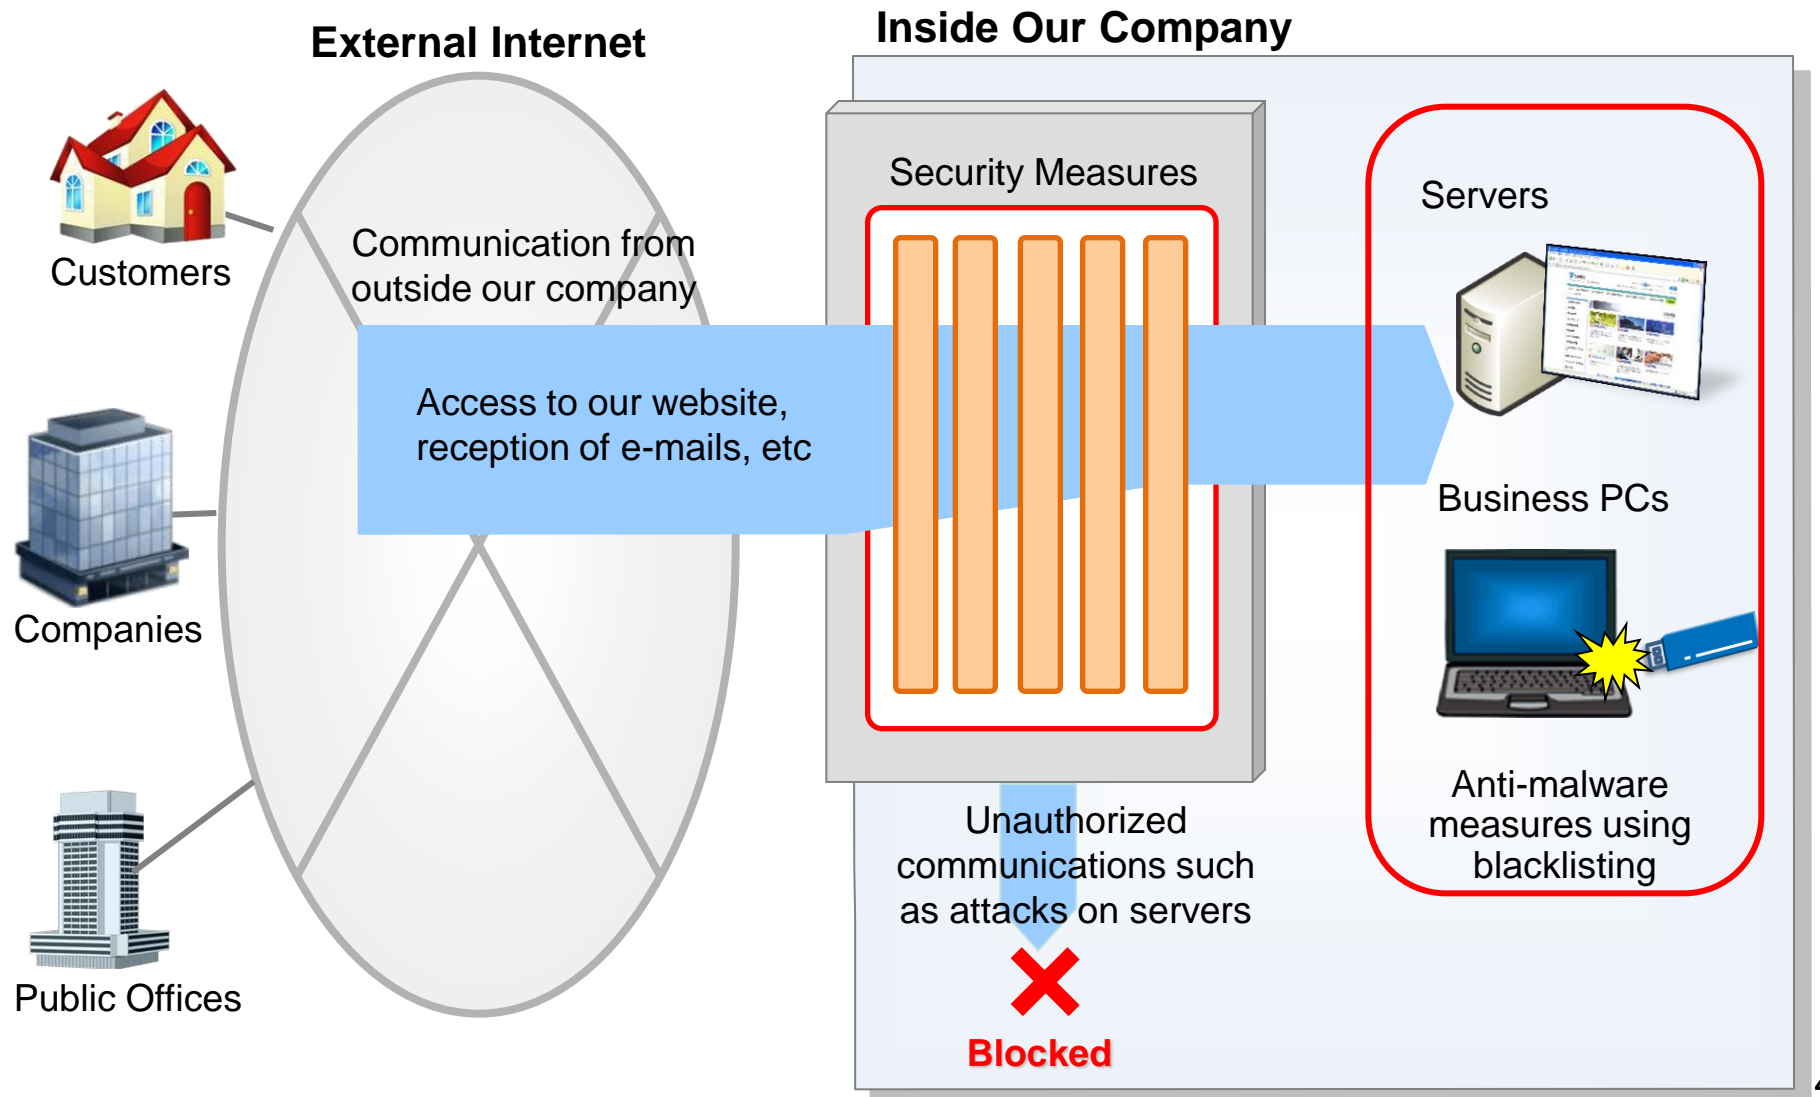 External Internet
Inside Our Company
Customers
Companies
Public Offices
Communication from
outside our company
Access to our website,
reception of e-mails, etc
Security Measures
Unauthorized
communications such
as attacks on servers
Blocked
Servers
Business PCs
Anti-malware
measures using
blacklisting